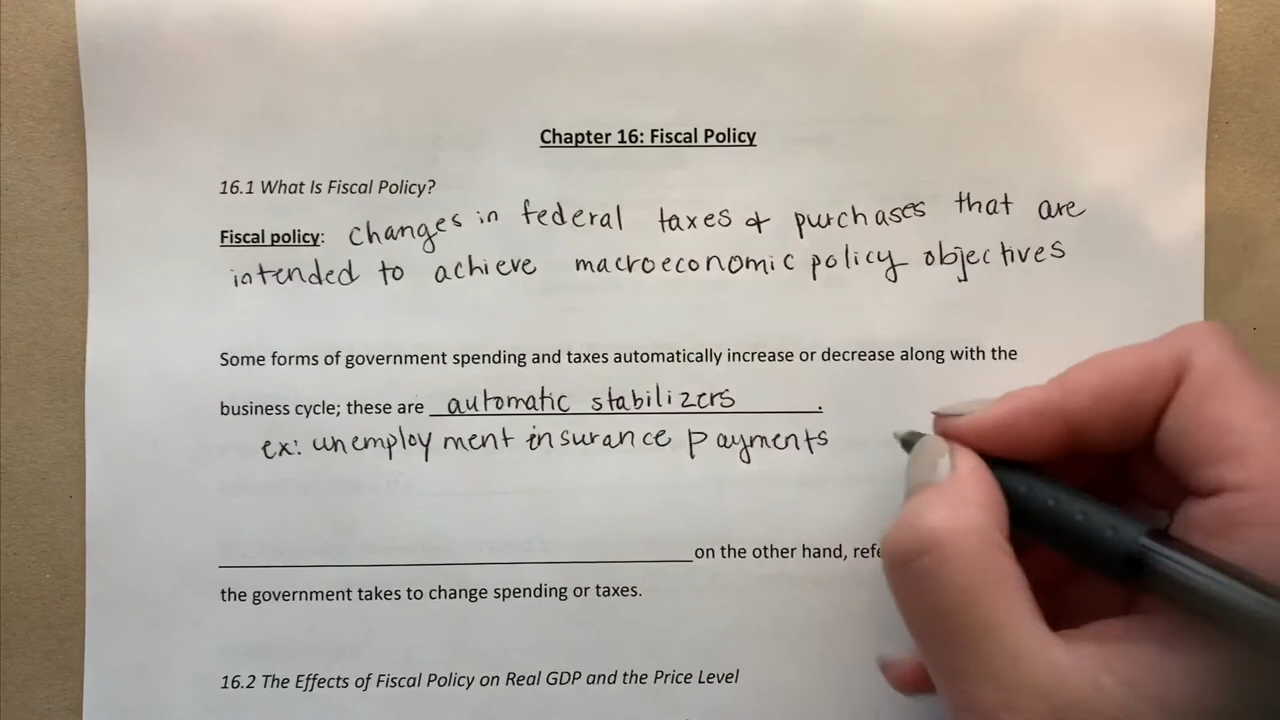 Chapter 16: Fiscal Policy
16.1 What Is Fiscal Policy?
Fiscal policy: changes in federal taxes & purchases that are
intended to achieve macroeconomic policy objectives
Some forms of government spending and taxes automatically increase or decrease along with the
business cycle; these are automatic stabilizers.
ex: unemployment insurance payments
on the other hand,
the government takes to change spending or taxes.
16.2 The Effects of Fiscal Policy on Real GDP and the Price Level